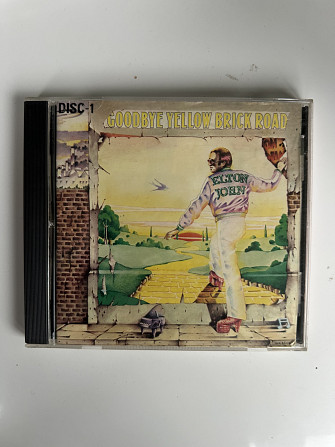 DISC-1
GOODBYE YELLOW BRICK ROAD
ELTON
JOHN